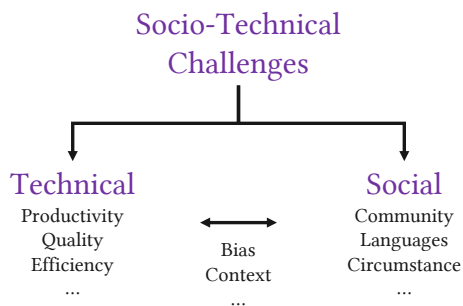 Socio-Technical
Challenges
Technical
Productivity
Quality
Efficiency
...
Bias
Context
...
Social
Community
Languages
Circumstance
...